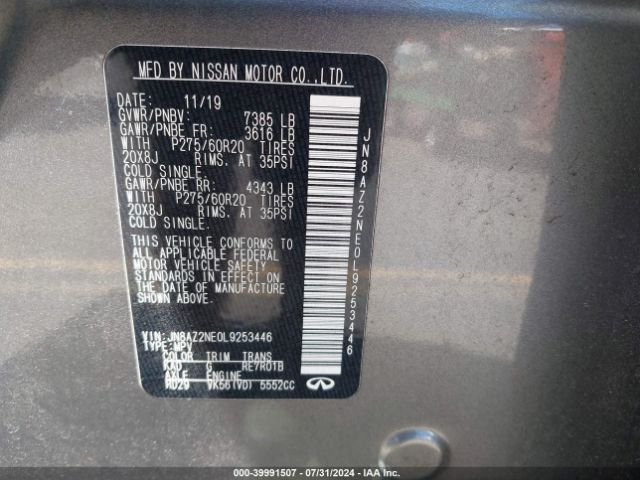 MFD BY NISSAN MOTOR CO.,LTD.
DATE: 11/19
GVWR/PNBV: 7385 LB
GAWR/PNBE FR: 3616 LB
WITH P275/60R20 TIRES
20X8J RIMS. AT 35PSI
COLD SINGLE.
GAWR/PNBE RR: 4343 LB
WITH P275/60R20 TIRES
20X8J RIMS. AT 35PSI
COLD SINGLE.
THIS VEHICLE CONFORMS TO
ALL APPLICABLE FEDERAL
MOTOR VEHICLE SAFETY
STANDARDS IN EFFECT ON
THE DATE OF MANUFACTURE
SHOWN ABOVE.
VIN: JN8AZ2NE0L9253446
TYPE: MPV
COLOR TRIM TRANS
KAD G RE7R01B
AXLE ENGINE
RD29 VK56(VD) 5552CC
INFINITI
JN8AZ2NE0L9253446
000-39991507 / 07/31/2024 / IAA Inc.